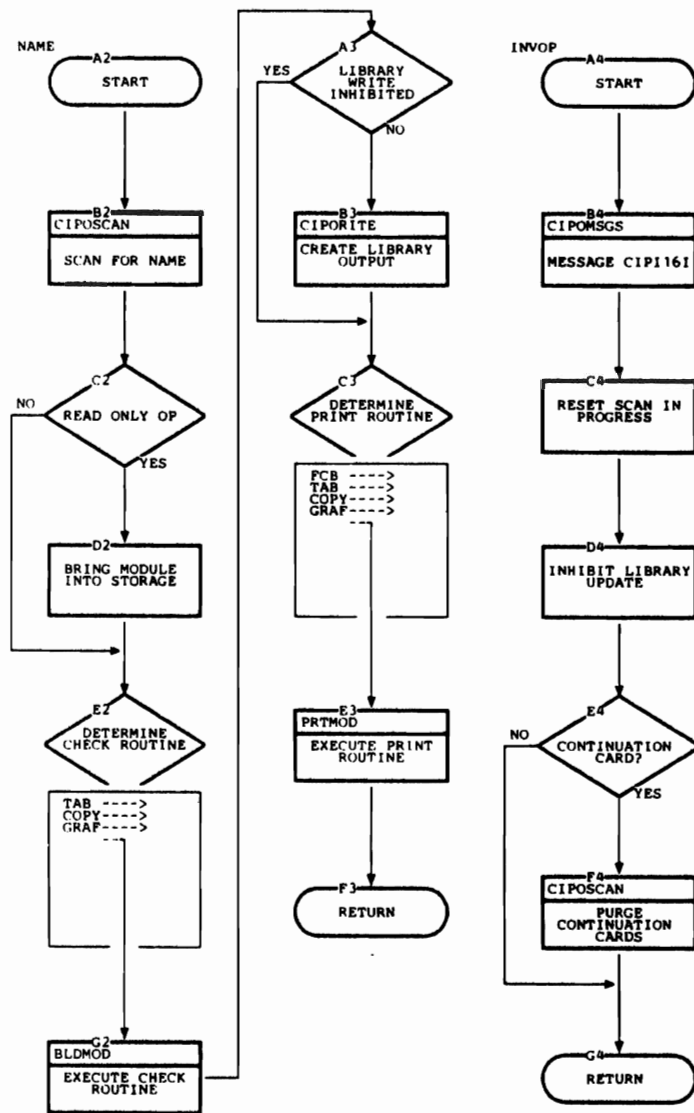 NAME
A2
START
B2
CIPOSCAN
SCAN FOR NAME
C2
NO
READ ONLY OP
YES
D2
BRING MODULE
INTO STORAGE
E2
DETERMINE
CHECK ROUTINE
TAB ---->
COPY---->
GRAF---->
G2
BLDMOD
EXECUTE CHECK
ROUTINE
A3
YES
LIBRARY
WRITE
INHIBITED
NO
B3
CIPORITE
CREATE LIBRARY
OUTPUT
C3
DETERMINE
PRINT ROUTINE
FCB ---->
TAB ---->
COPY---->
GRAF---->
E3
PRTMOD
EXECUTE PRINT
ROUTINE
F3
RETURN
INVOP
A4
START
B4
CIPOMSGS
MESSAGE CIPI16I
C4
RESET SCAN IN
PROGRESS
D4
INHIBIT LIBRARY
UPDATE
E4
NO
CONTINUATION
CARD?
YES
F4
CIPOSCAN
PURGE
CONTINUATION
CARDS
G4
RETURN